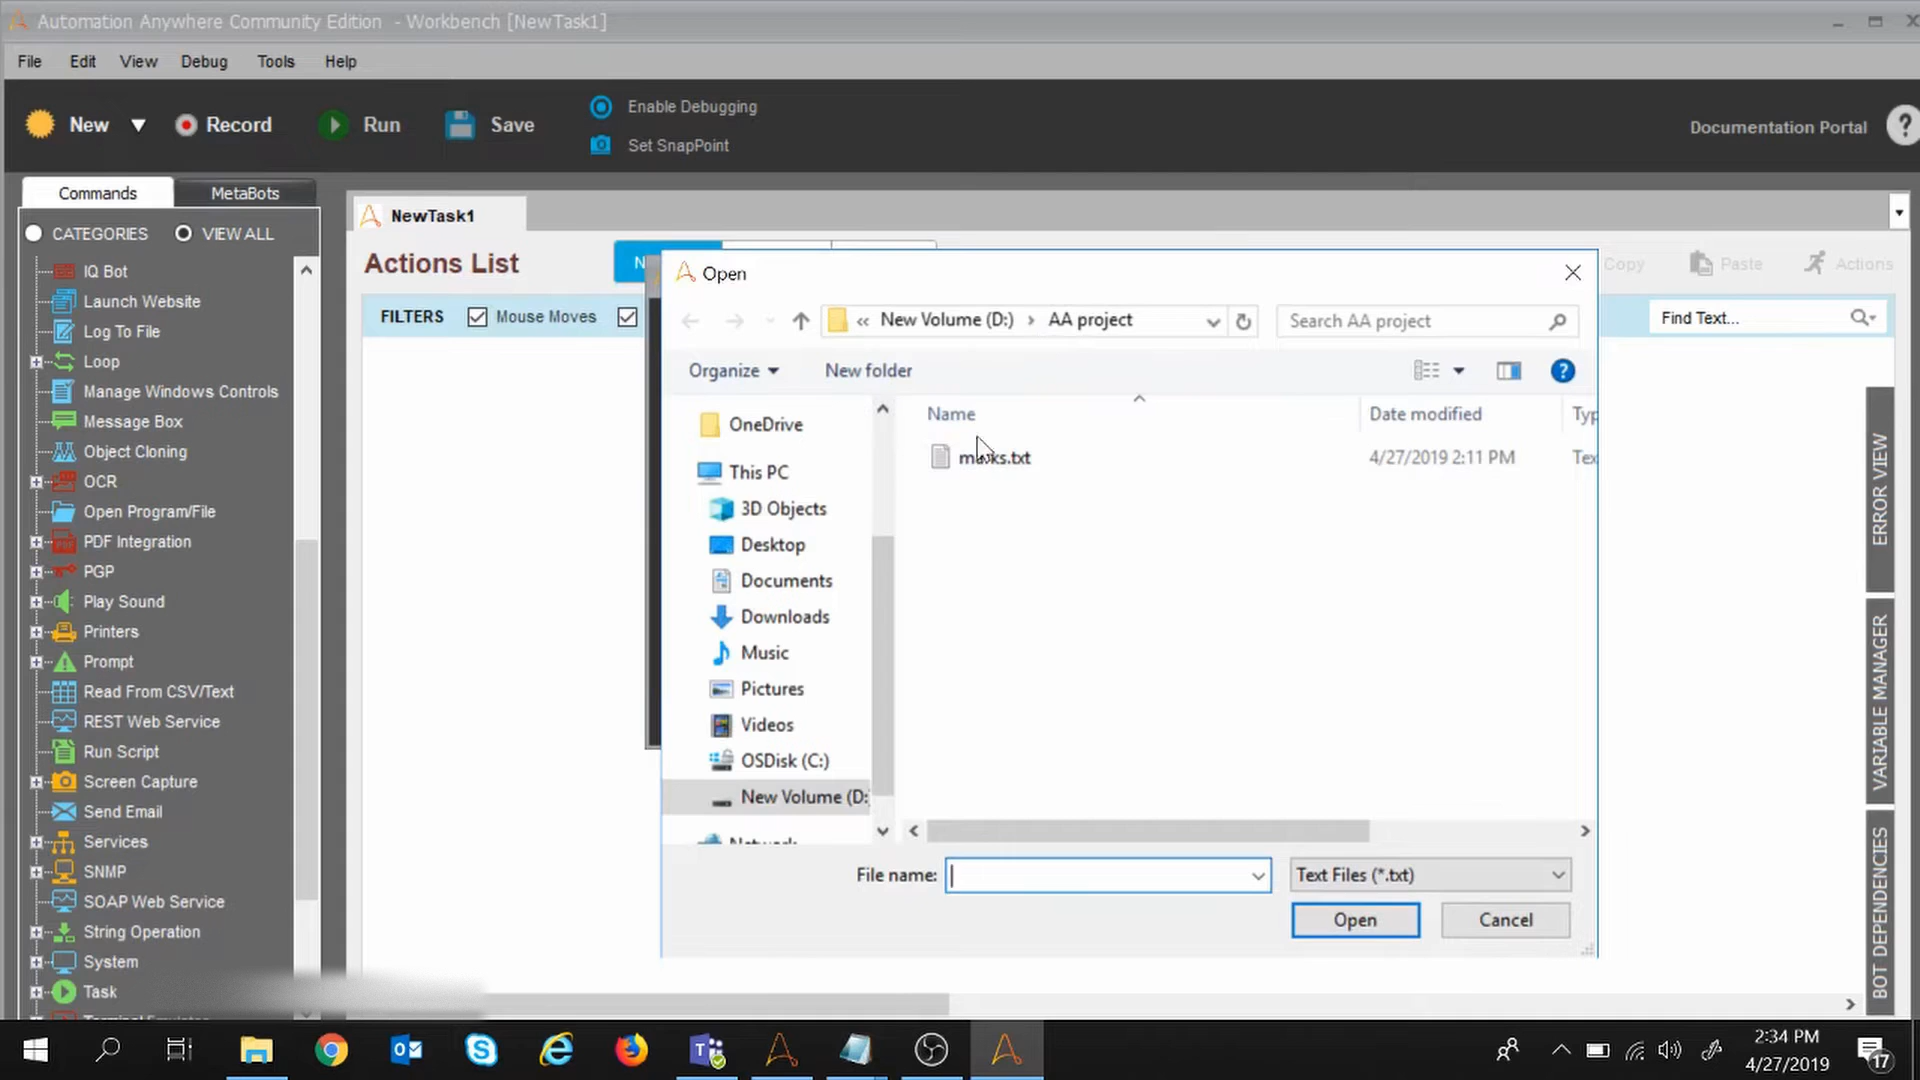 Automation Anywhere Community Edition - Workbench [NewTask1]
File Edit View Debug Tools Help
New Record Run Save
Enable Debugging
Set SnapPoint
Documentation Portal ?
Commands MetaBots
CATEGORIES VIEW ALL
IQ Bot
Launch Website
Log To File
Loop
Manage Windows Controls
Message Box
Object Cloning
OCR
Open Program/File
PDF Integration
PGP
Play Sound
Printers
Prompt
Read From CSV/Text
REST Web Service
Run Script
Screen Capture
Send Email
Services
SNMP
SOAP Web Service
String Operation
System
Task
NewTask1
Actions List
Copy Paste Actions
FILTERS Mouse Moves
Find Text...
Open
« New Volume (D:) › AA project
Search AA project
Organize New folder ?
OneDrive
This PC
3D Objects
Desktop
Documents
Downloads
Music
Pictures
Videos
OSDisk (C:)
New Volume (D:
Name Date modified Typ
marks.txt 4/27/2019 2:11 PM Tex
File name: Text Files (*.txt)
Open Cancel
ERROR VIEW
VARIABLE MANAGER
BOT DEPENDENCIES
2:34 PM
4/27/2019
17